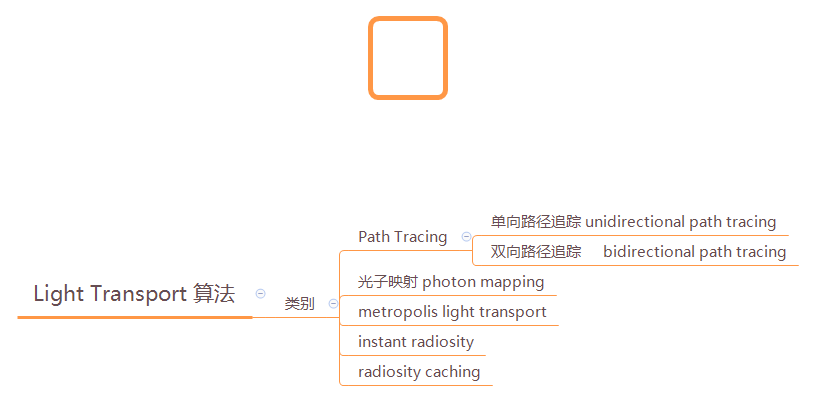 Light Transport 算法
类别
Path Tracing
单向路径追踪 unidirectional path tracing
双向路径追踪 bidirectional path tracing
光子映射 photon mapping
metropolis light transport
instant radiosity
radiosity caching